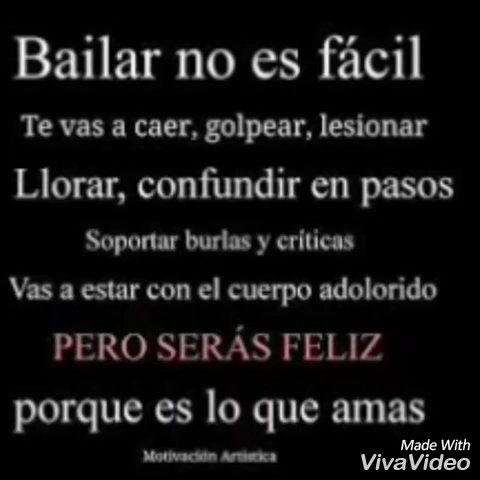 Bailar no es fácil
Te vas a caer, golpear, lesionar
Llorar, confundir en pasos
Soportar burlas y críticas
Vas a estar con el cuerpo adolorido
PERO SERÁS FELIZ
porque es lo que amas
Motivación Artística
Made With
VivaVideo